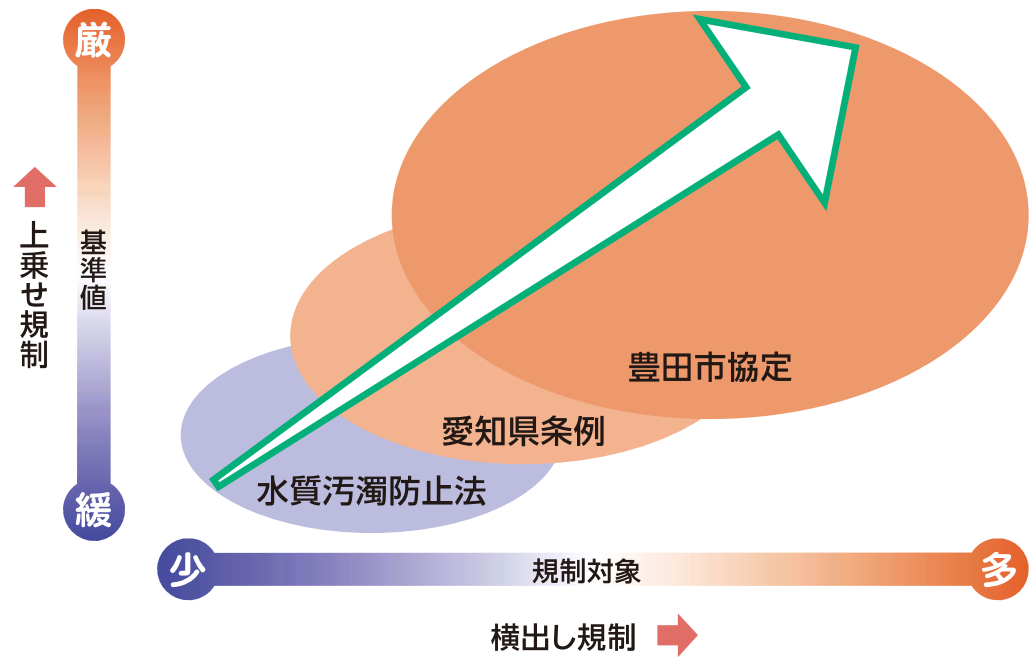 厳
上乗せ規制
基準値
緩
豊田市協定
愛知県条例
水質汚濁防止法
少
規制対象
多
横出し規制